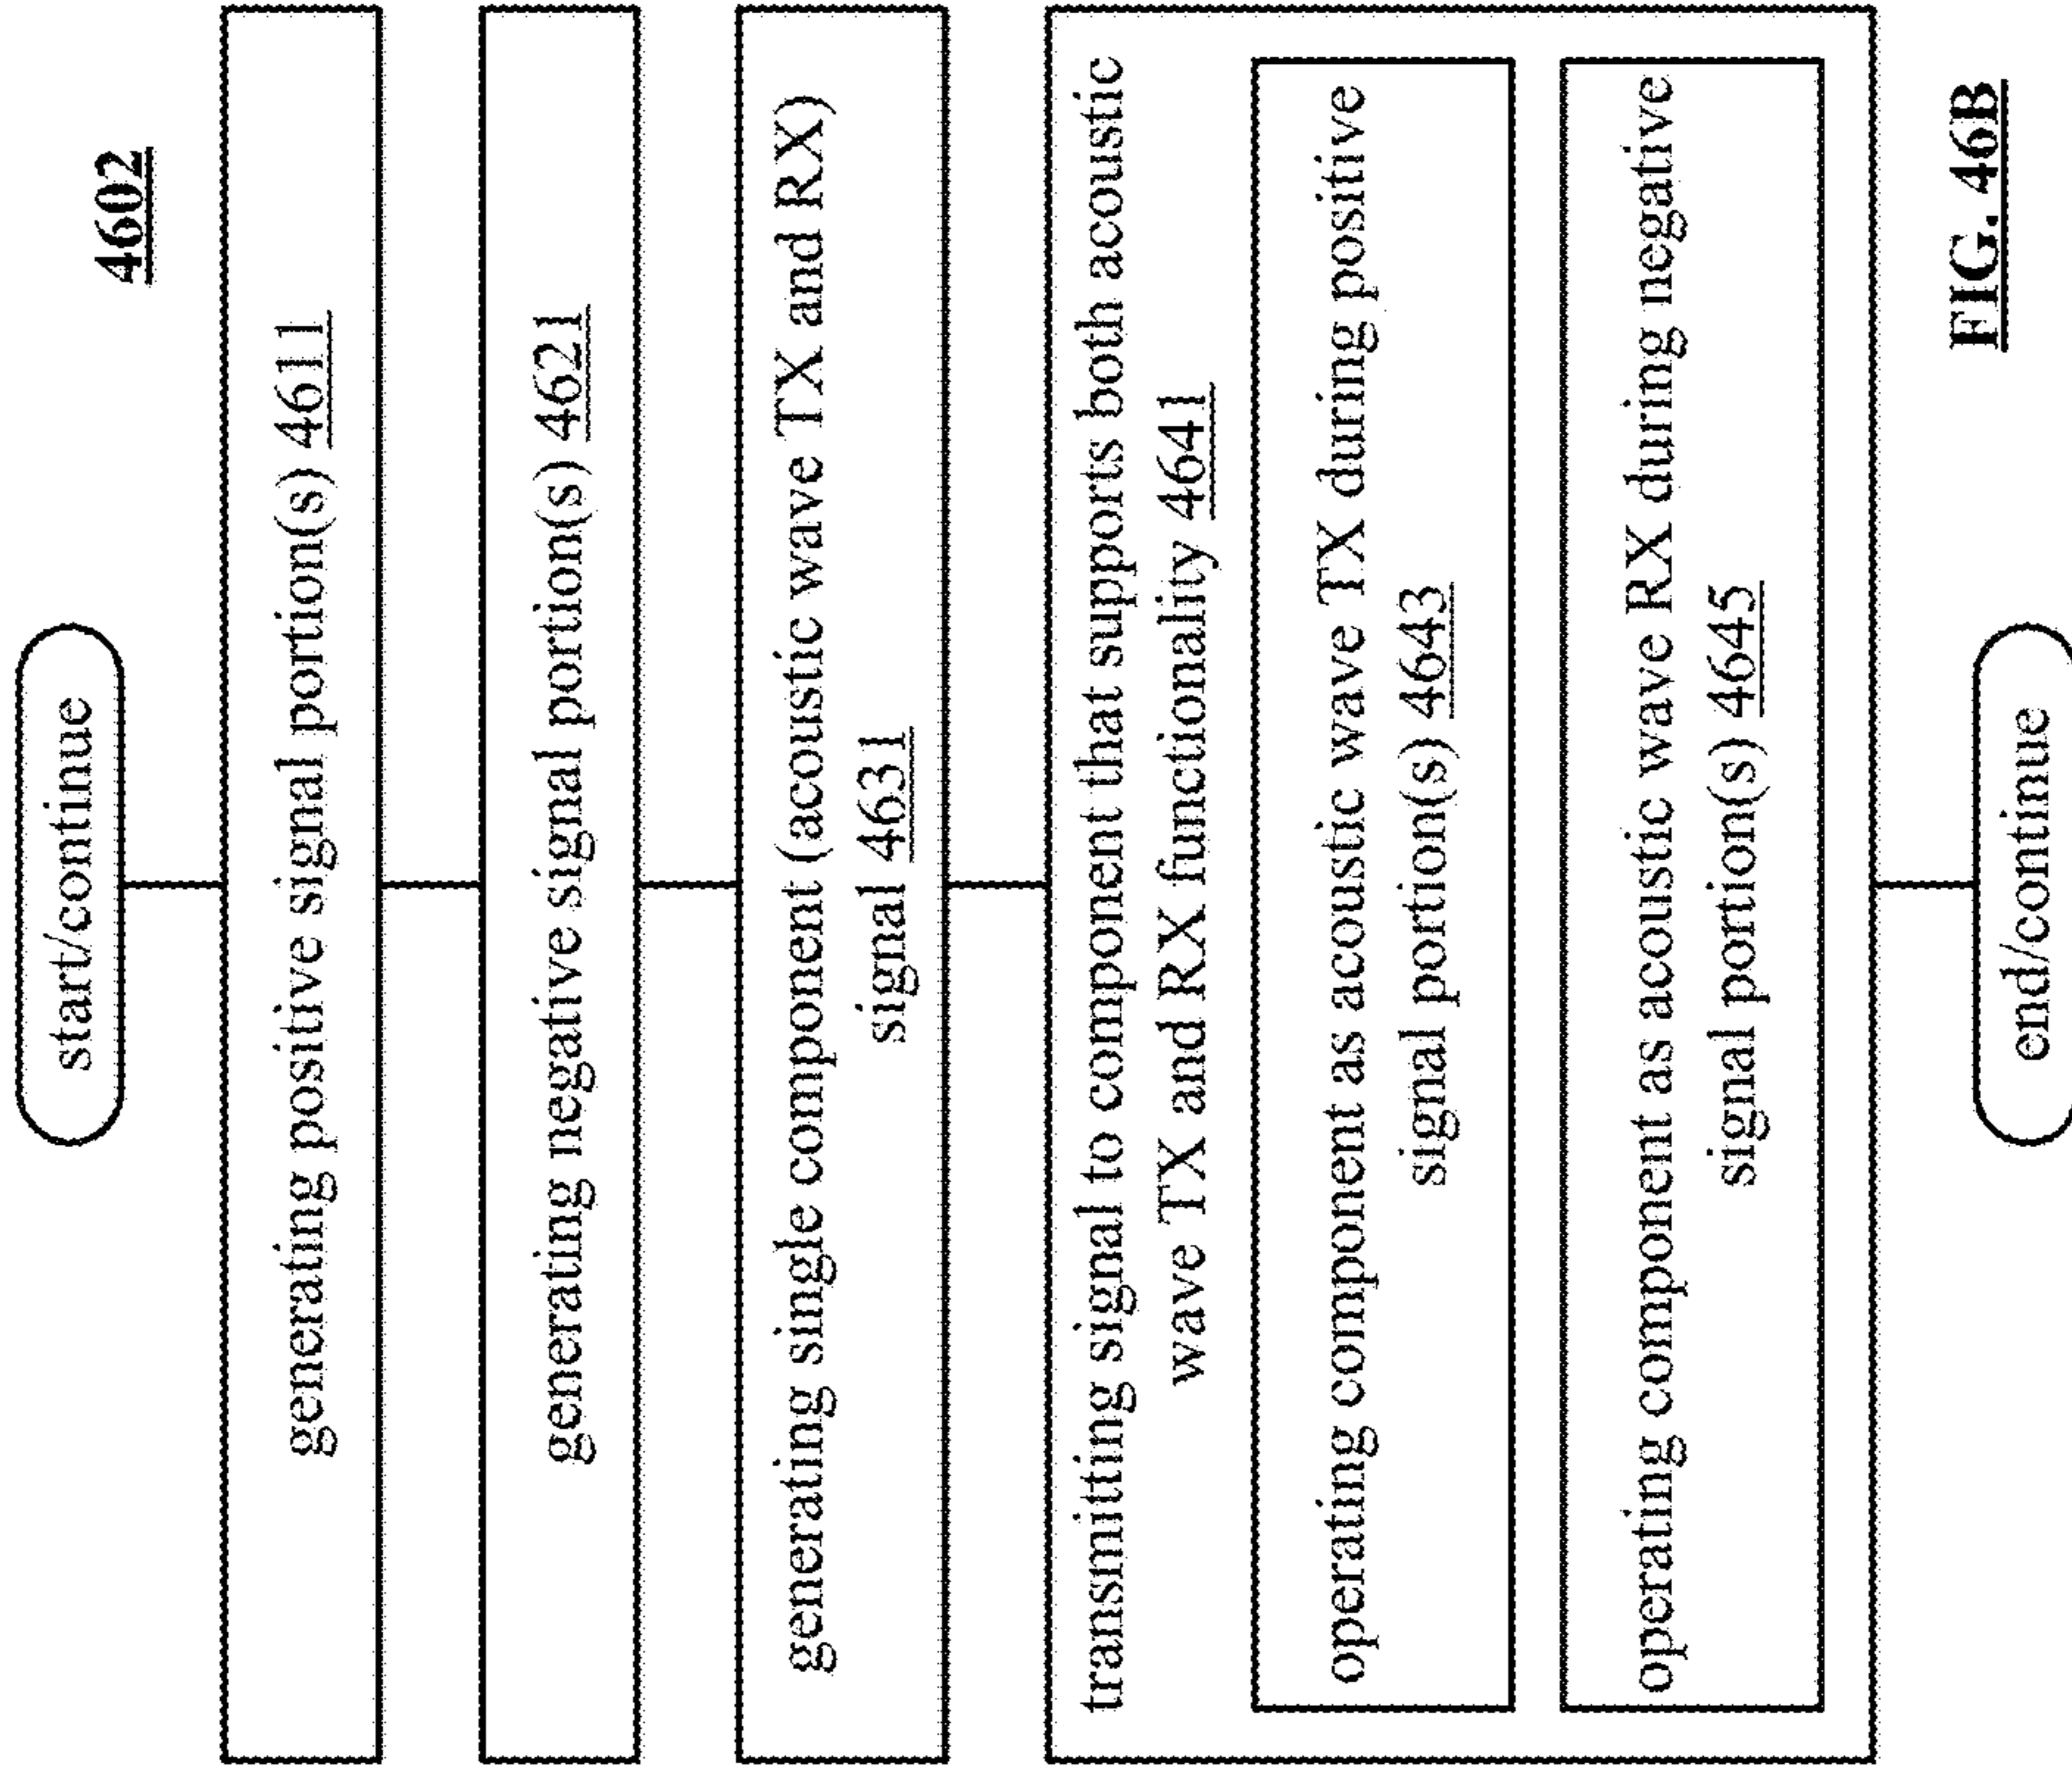 4602
start/continue
generating positive signal portion(s) 4611
generating negative signal portion(s) 4621
generating single component (acoustic wave TX and RX)
signal 4631
transmitting signal to component that supports both acoustic
wave TX and RX functionality 4641
operating component as acoustic wave TX during positive
signal portion(s) 4643
operating component as acoustic wave RX during negative
signal portion(s) 4645
end/continue
FIG. 46B